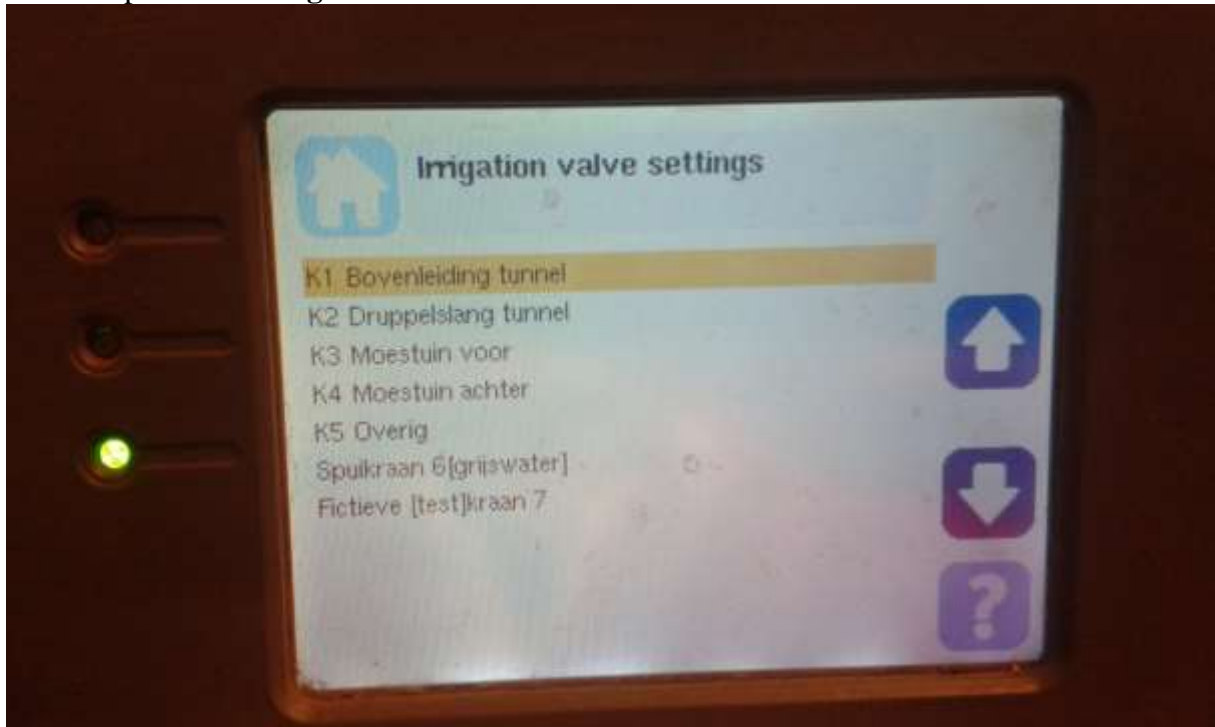 Irrigation valve settings
K1 Bovenleiding tunnel
K2 Druppelslang tunnel
K3 Moestuin voor
K4 Moestuin achter
K5 Overig
Spuikraan 6[grijswater]
Fictieve [test]kraan 7
?